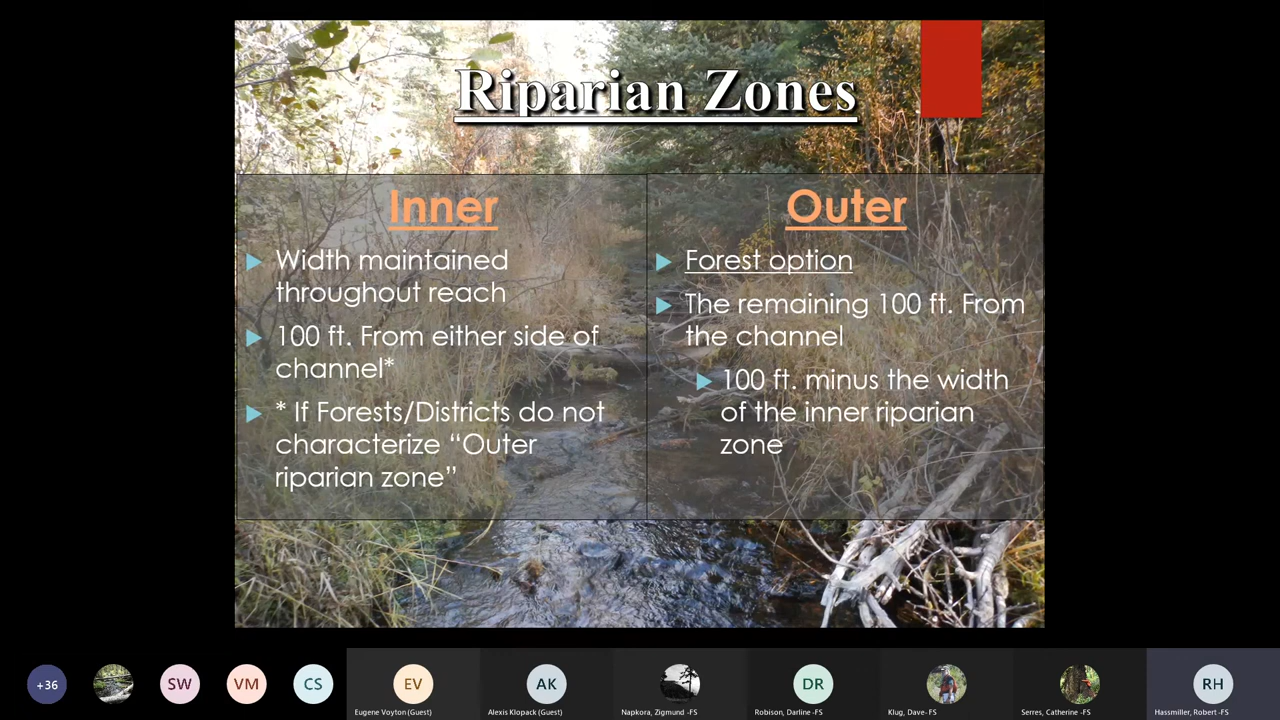 Riparian Zones
Inner
Width maintained
throughout reach
100 ft. From either side of
channel*
* If Forests/Districts do not
characterize “Outer
riparian zone”
Outer
Forest option
The remaining 100 ft. From
the channel
100 ft. minus the width
of the inner riparian
zone
+36
SW
VM
CS
EV
AK
DR
RH
Eugene Voyton (Guest)
Alexis Klopack (Guest)
Napkora, Zigmund -FS
Robison, Darline -FS
Klug, Dave- FS
Serres, Catherine -FS
Hassmiller, Robert -FS